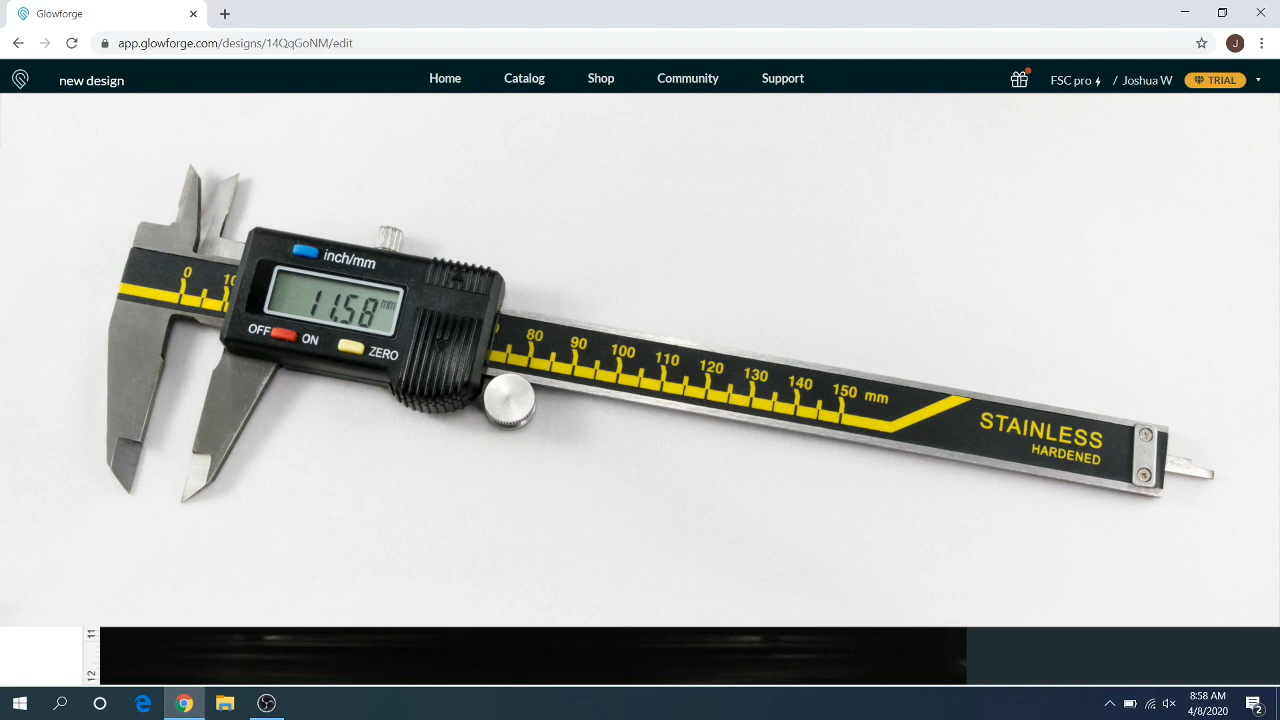 Glowforge
app.glowforge.com/designs/14QqGoNM/edit
J
new design
Home
Catalog
Shop
Community
Support
FSC pro
/ Joshua W
TRIAL
inch/mm
0
11.58 mm
OFF
ON
ZERO
80
90
100
110
120
130
140
150 mm
STAINLESS
HARDENED
11
12
8:58 AM
4/8/2020
2